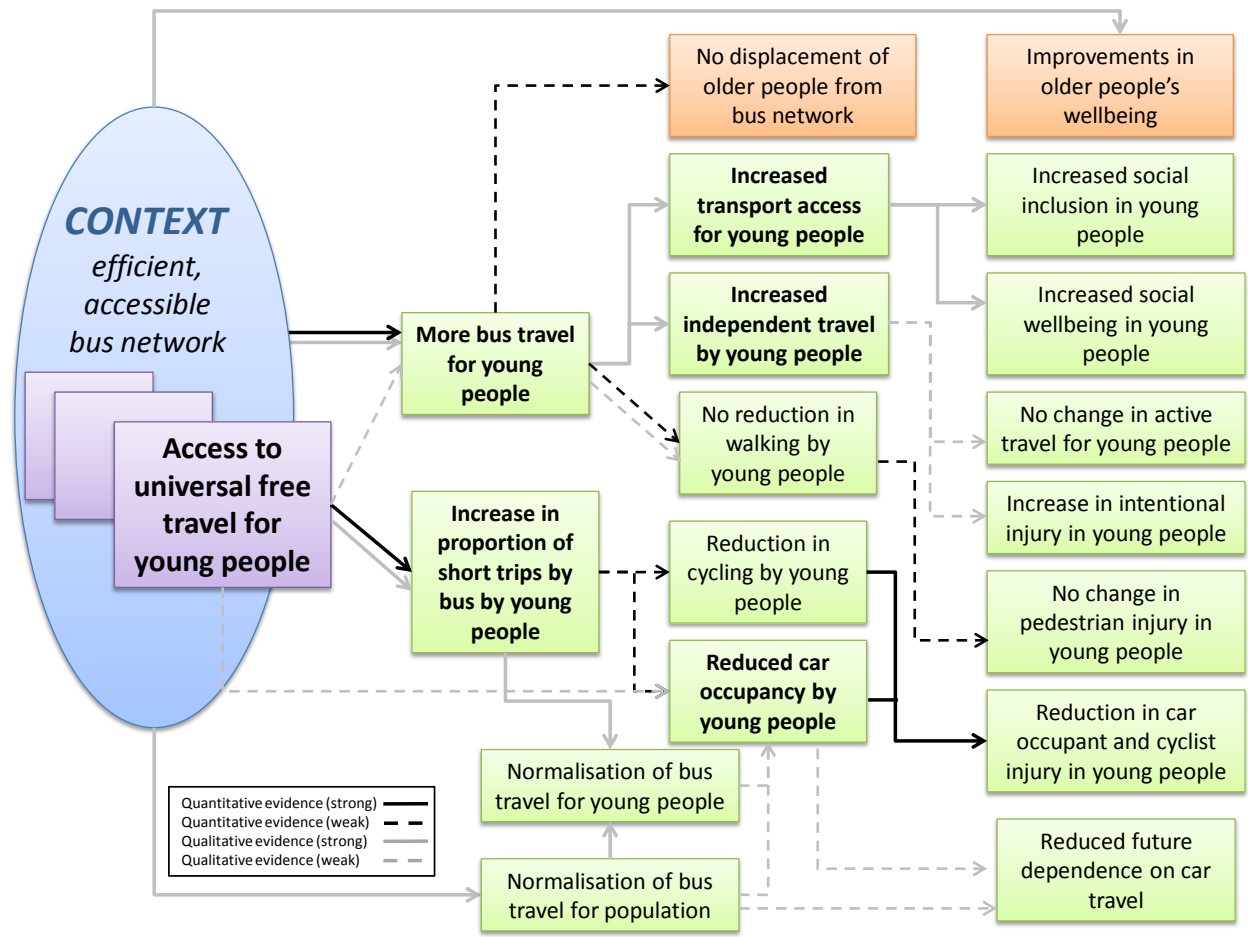 No displacement of
older people from
bus network
Improvements in
older people's
wellbeing
CONTEXT
efficient,
accessible
bus network
Increased
transport access
for young people
Increased social
inclusion in young
people
More bus travel
for young
people
Increased
independent travel
by young people
Increased social
wellbeing in young
people
No reduction in
walking by
young people
No change in active
travel for young people
Access to
universal free
travel for
young people
Increase in
proportion of
short trips by
bus by young
people
Increase in intentional
injury in young people
Reduction in
cycling by young
people
No change in
pedestrian injury in
young people
Reduced car
occupancy by
young people
Reduction in car
occupant and cyclist
injury in young people
Normalisation of bus
travel for young people
Quantitative evidence (strong)
Quantitative evidence (weak)
Qualitative evidence (strong)
Qualitative evidence (weak)
Normalisation of bus
travel for population
Reduced future
dependence on car
travel